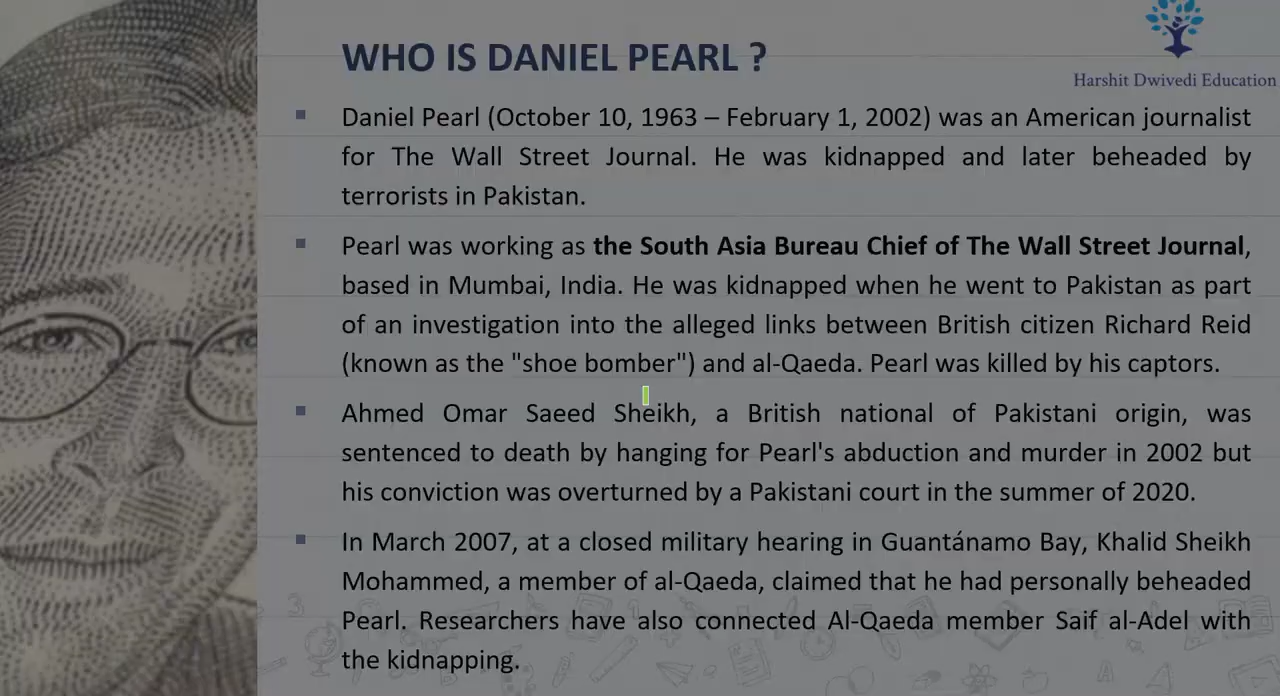 WHO IS DANIEL PEARL ?
Harshit Dwivedi Education
Daniel Pearl (October 10, 1963 – February 1, 2002) was an American journalist
for The Wall Street Journal. He was kidnapped and later beheaded by
terrorists in Pakistan.
Pearl was working as the South Asia Bureau Chief of The Wall Street Journal,
based in Mumbai, India. He was kidnapped when he went to Pakistan as part
of an investigation into the alleged links between British citizen Richard Reid
(known as the "shoe bomber") and al-Qaeda. Pearl was killed by his captors.
Ahmed Omar Saeed Sheikh, a British national of Pakistani origin, was
sentenced to death by hanging for Pearl's abduction and murder in 2002 but
his conviction was overturned by a Pakistani court in the summer of 2020.
In March 2007, at a closed military hearing in Guantánamo Bay, Khalid Sheikh
Mohammed, a member of al-Qaeda, claimed that he had personally beheaded
Pearl. Researchers have also connected Al-Qaeda member Saif al-Adel with
the kidnapping.